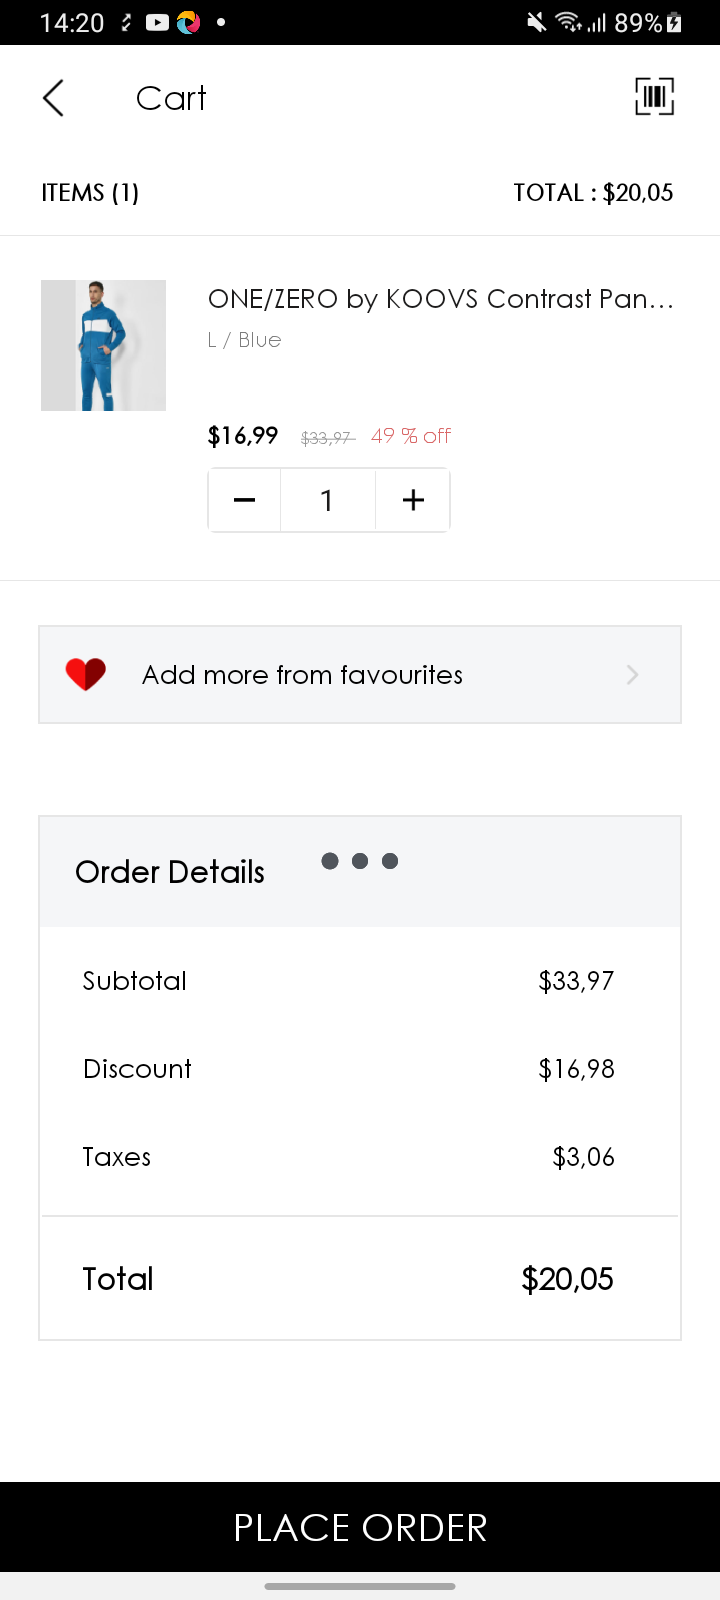 14:20
89%
Cart
ITEMS (1)
TOTAL : $20,05
ONE/ZERO by KOOVS Contrast Pan...
L / Blue
$16,99 $33,97 49 % off
1
Add more from favourites
Order Details
Subtotal $33,97
Discount $16,98
Taxes $3,06
Total $20,05
PLACE ORDER